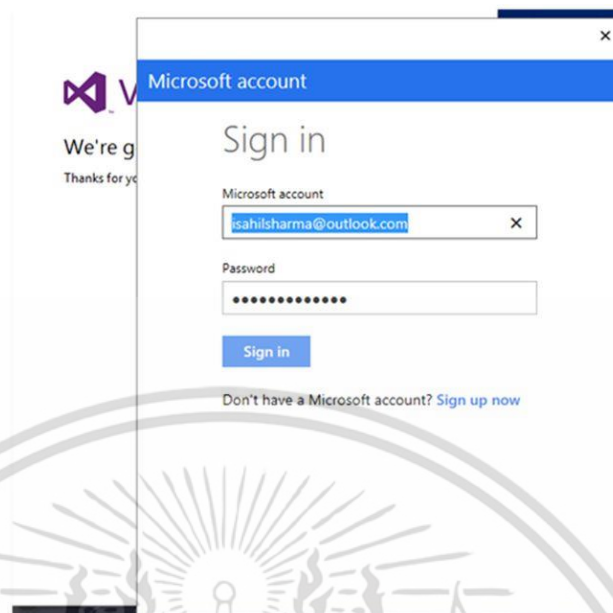 Microsoft account
We're g
Thanks for yo
Sign in
Microsoft account
isahilsharma@outlook.com
Password
Sign in
Don't have a Microsoft account? Sign up now